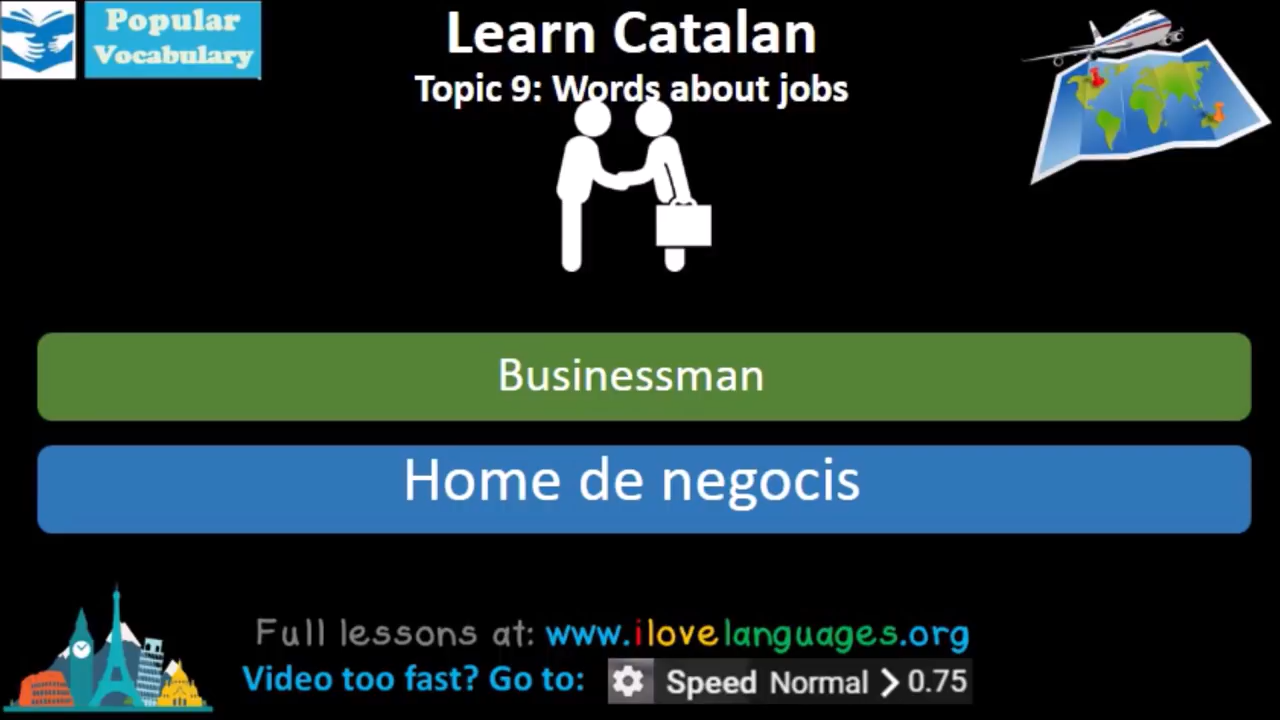 Popular
Vocabulary
Learn Catalan
Topic 9: Words about jobs
Businessman
Home de negocis
Full lessons at: www.ilovelanguages.org
Video too fast? Go to: Speed Normal > 0.75